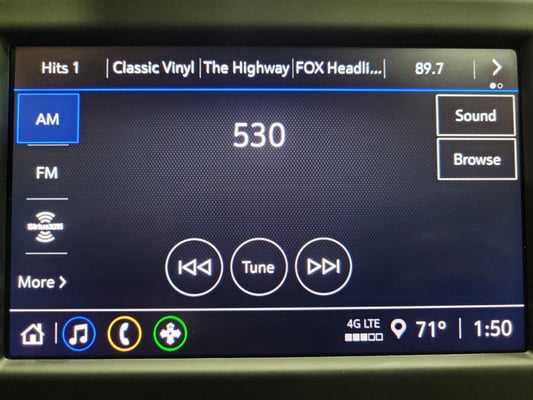 Hits 1 Classic Vinyl The Highway FOX Headli... 89.7
AM
530
Sound
Browse
FM
SiriusXM
More
Tune
4G LTE
71°
1:50